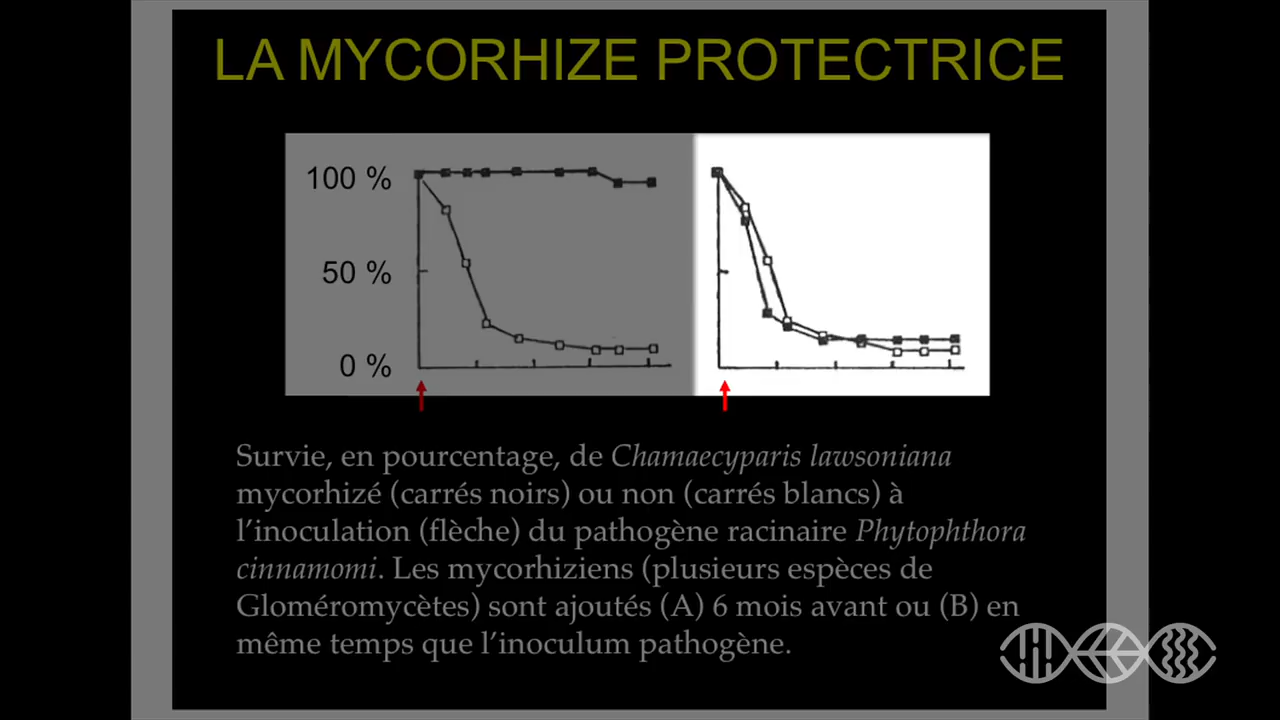 LA MYCORHIZE PROTECTRICE
100 %
50 %
0 %
Survie, en pourcentage, de Chamaecyparis lawsoniana
mycorhizé (carrés noirs) ou non (carrés blancs) à
l’inoculation (flèche) du pathogène racinaire Phytophthora
cinnamomi. Les mycorhiziens (plusieurs espèces de
Gloméromycètes) sont ajoutés (A) 6 mois avant ou (B) en
même temps que l’inoculum pathogène.